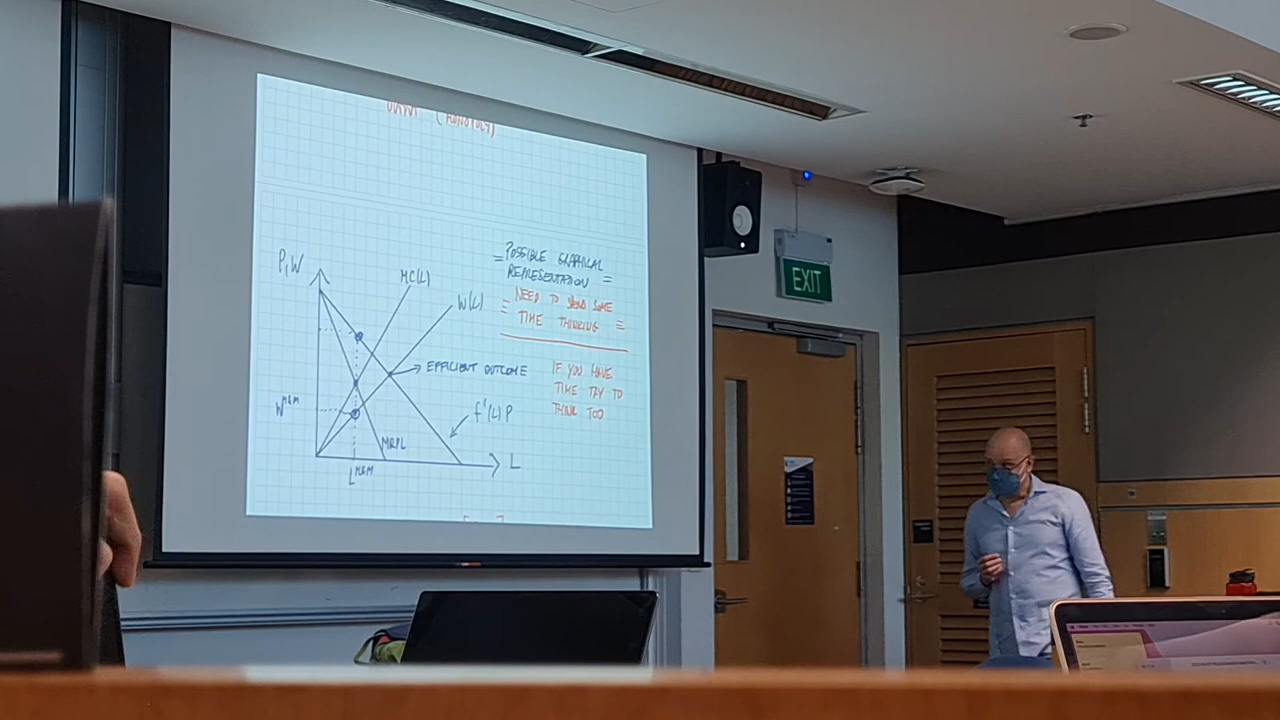 (MONOPOLY)
P,W
MC(L)
W(L)
= POSSIBLE GRAPHICAL
REPRESENTATION =
= NEED TO SPEND SOME
TIME THINKING =
→ EFFICIENT OUTCOME
IF YOU HAVE
TIME TRY TO
THINK TOO
W^M&M
f'(L)P
MRPL
L
L^M&M
EXIT